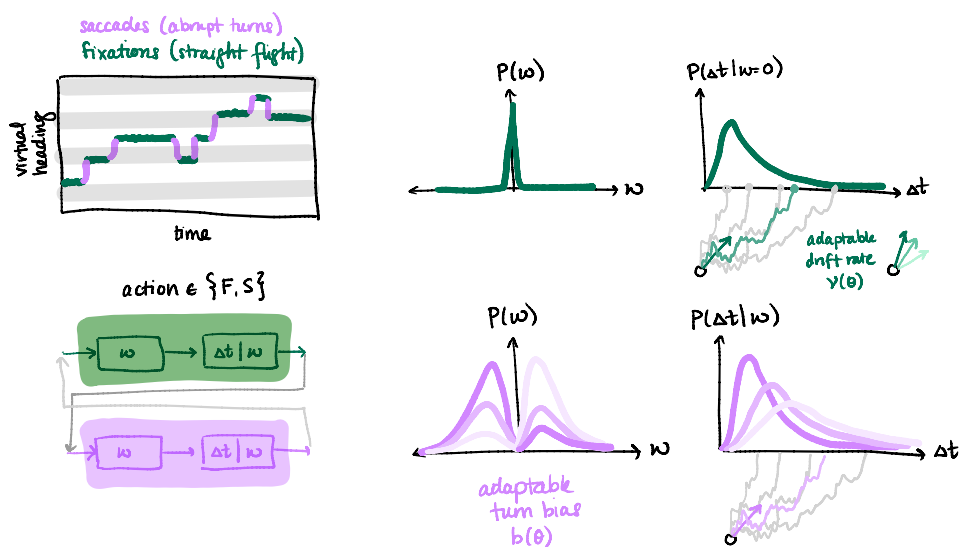 saccades (abrupt turns)
fixations (straight flight)
virtual heading
time
P(w)
w
P(Δt|w=0)
Δt
adaptable
drift rate
ν(θ)
action ∈ {F, S}
w
Δt | w
w
Δt | w
P(w)
w
adaptable
turn bias
b(θ)
P(Δt|w)
Δt